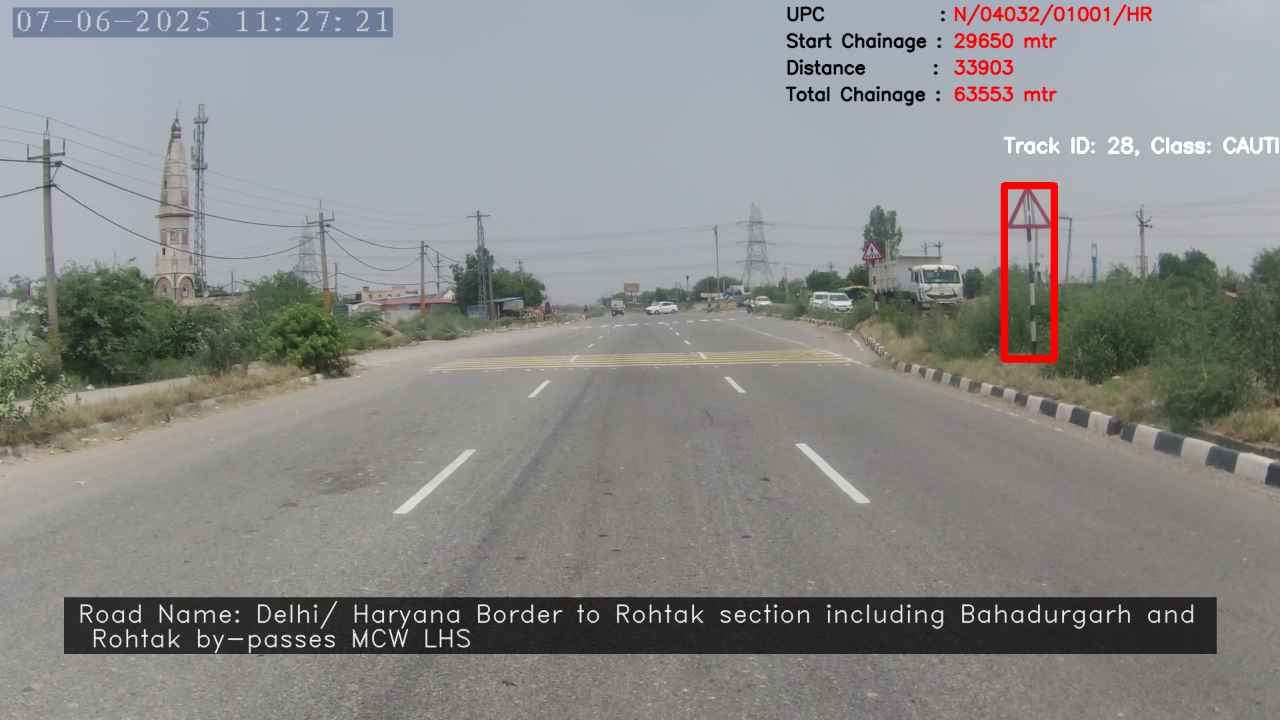 07-06-2025 11:27:21
UPC : N/04032/01001/HR
Start Chainage : 29650 mtr
Distance : 33903
Total Chainage : 63553 mtr
Track ID: 28, Class: CAUTI
Road Name: Delhi/ Haryana Border to Rohtak section including Bahadurgarh and
Rohtak by-passes MCW LHS